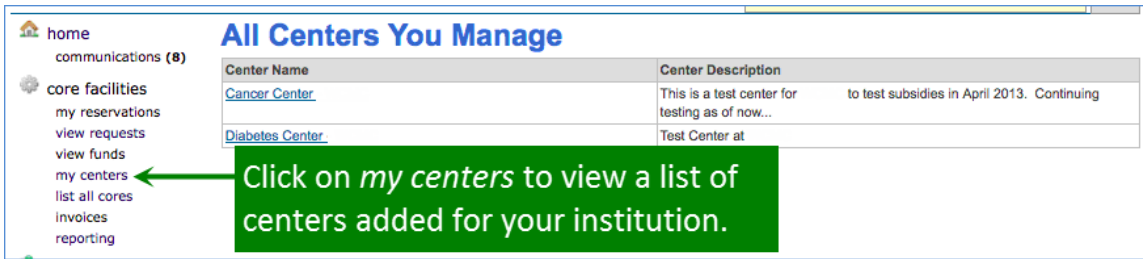 home
communications (8)
core facilities
my reservations
view requests
view funds
my centers
list all cores
invoices
reporting
All Centers You Manage
Center Name Center Description
Cancer Center This is a test center for to test subsidies in April 2013. Continuing
testing as of now...
Diabetes Center Test Center at
Click on my centers to view a list of
centers added for your institution.